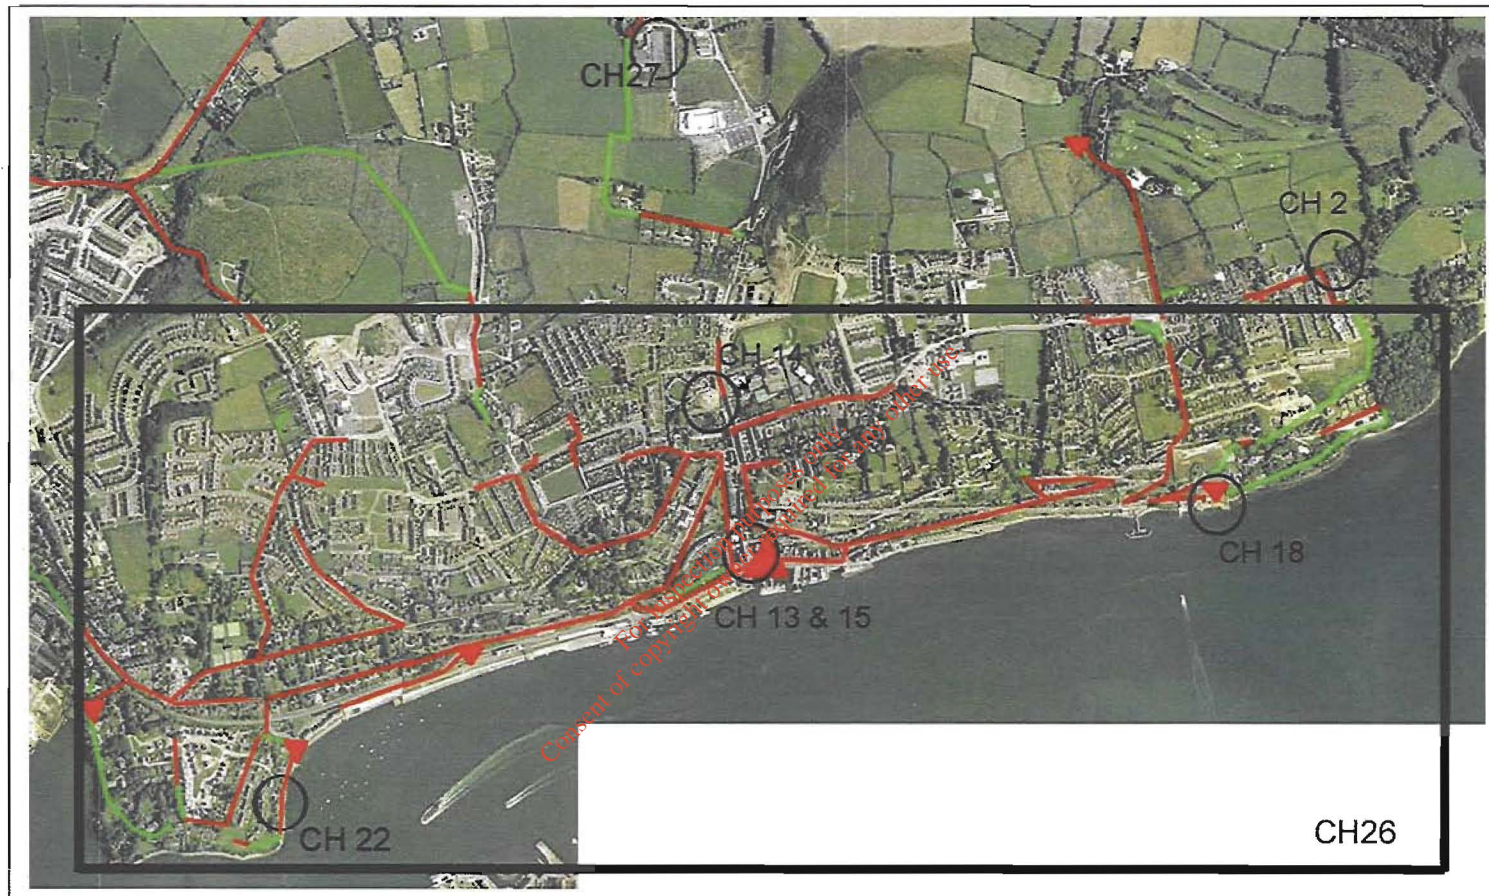 CH27
CH 2
CH 14
For inspection purposes only.
Consent of copyright owner required for any other use.
CH 18
CH 13 & 15
CH26
CH 22